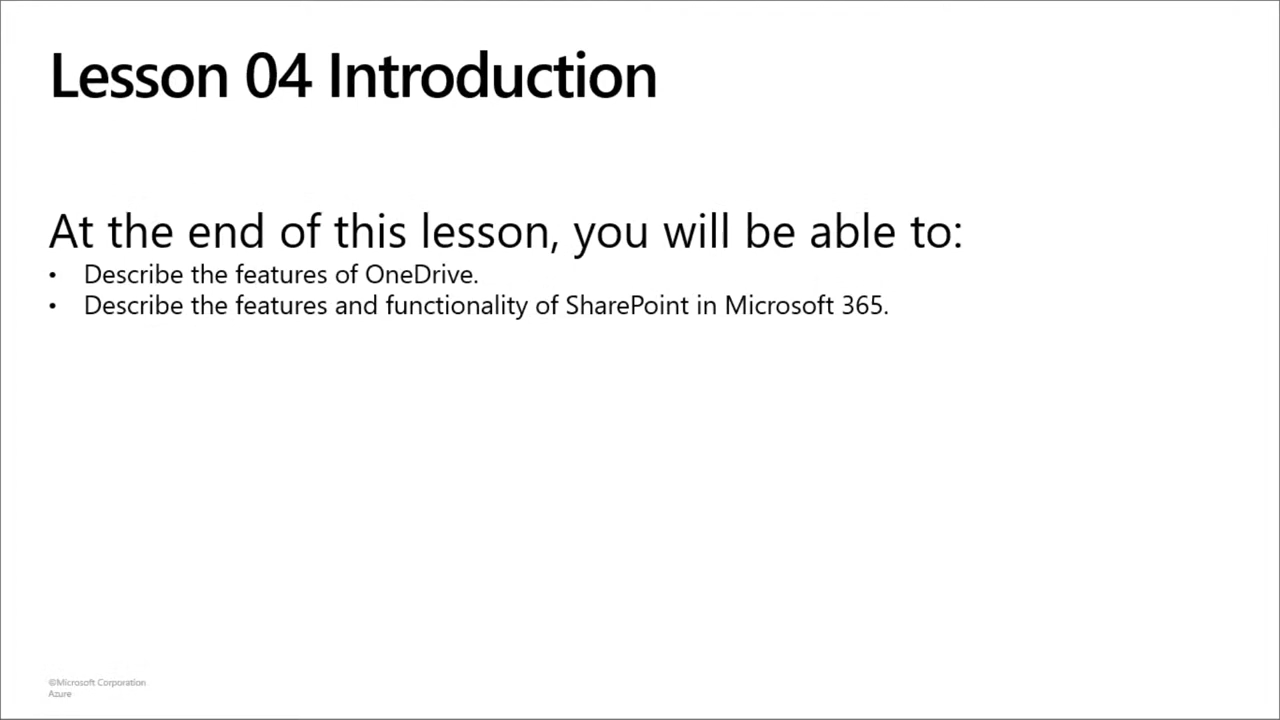 Lesson 04 Introduction
At the end of this lesson, you will be able to:
• Describe the features of OneDrive.
• Describe the features and functionality of SharePoint in Microsoft 365.
©Microsoft Corporation
Azure